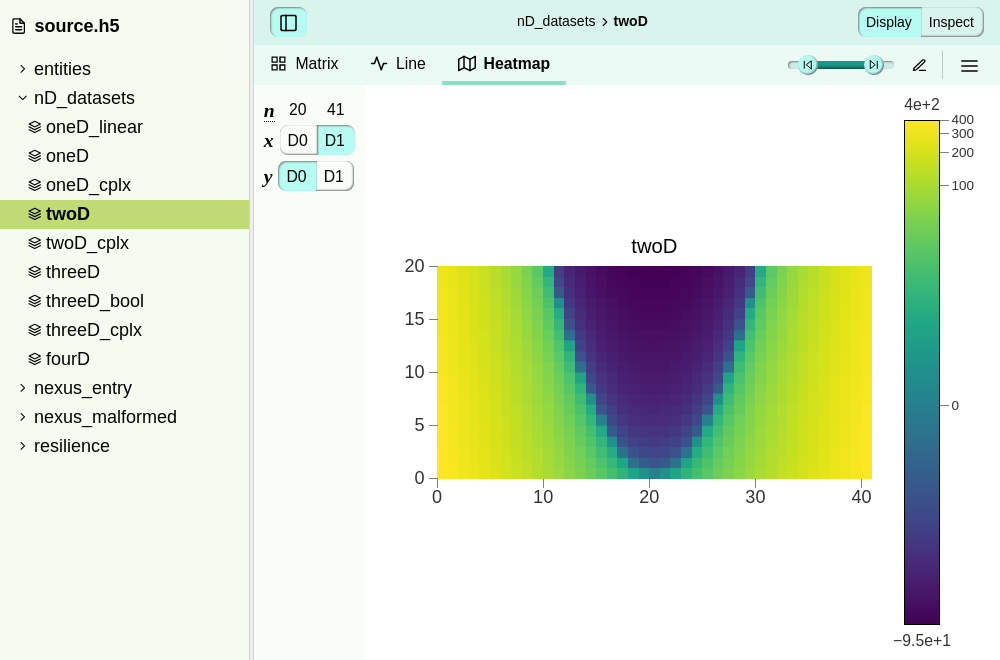 source.h5
entities
nD_datasets
oneD_linear
oneD
oneD_cplx
twoD
twoD_cplx
threeD
threeD_bool
threeD_cplx
fourD
nexus_entry
nexus_malformed
resilience
nD_datasets > twoD
Display Inspect
Matrix Line Heatmap
n 20 41
x D0 D1
y D0 D1
twoD
20
15
10
5
0
0 10 20 30 40
4e+2
400
300
200
100
0
−9.5e+1